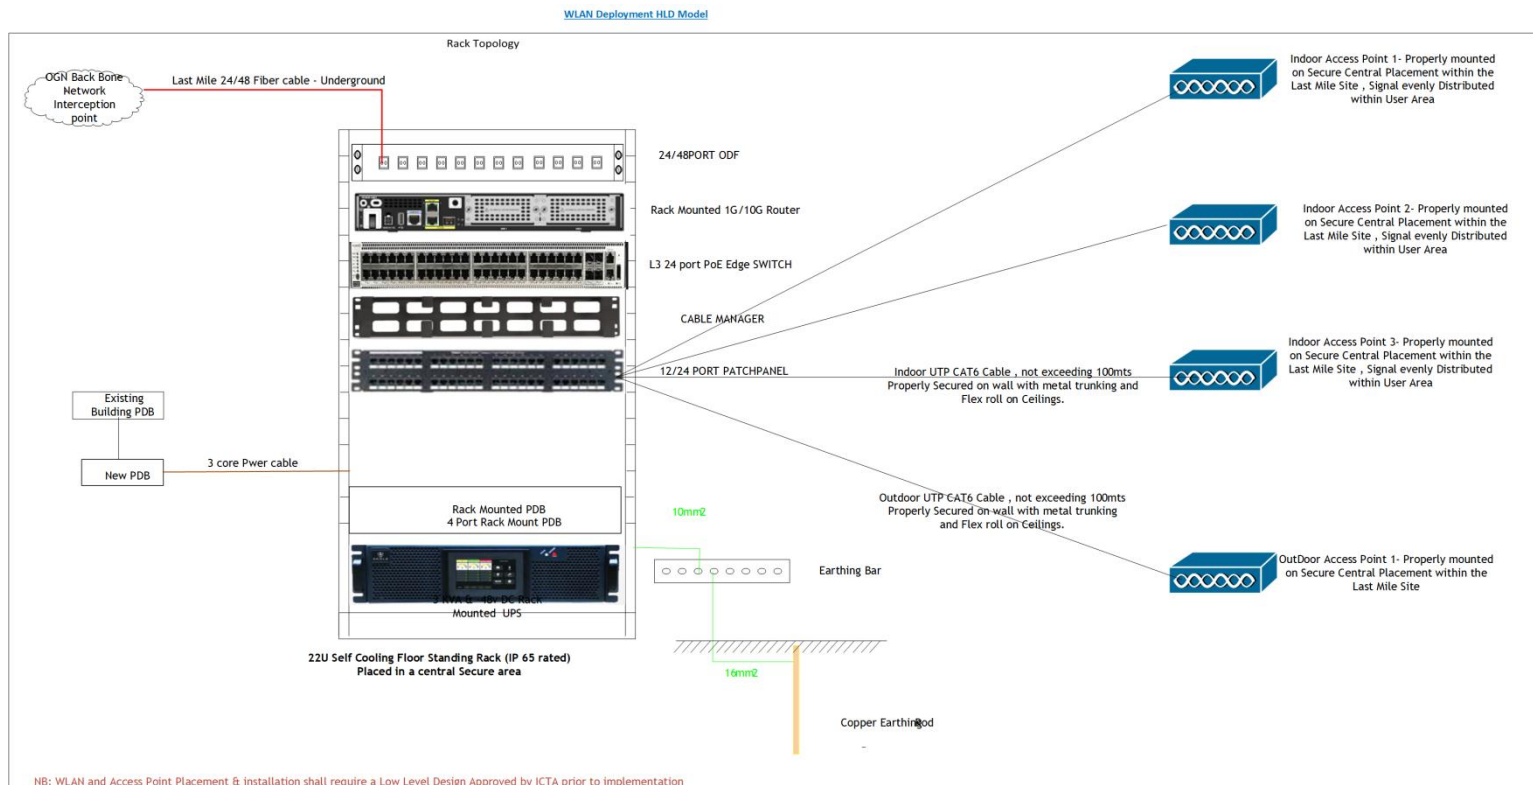 WLAN Deployment HLD Model
Rack Topology
OGN Back Bone
Network
Interception
point
Last Mile 24/48 Fiber cable - Underground
24/48PORT ODF
Rack Mounted 1G/10G Router
L3 24 port PoE Edge SWITCH
CABLE MANAGER
12/24 PORT PATCHPANEL
Indoor Access Point 1- Properly mounted
on Secure Central Placement within the
Last Mile Site , Signal evenly Distributed
within User Area
Indoor Access Point 2- Properly mounted
on Secure Central Placement within the
Last Mile Site , Signal evenly Distributed
within User Area
Indoor Access Point 3- Properly mounted
on Secure Central Placement within the
Last Mile Site , Signal evenly Distributed
within User Area
Indoor UTP CAT6 Cable , not exceeding 100mts
Properly Secured on wall with metal trunking and
Flex roll on Ceilings.
Existing
Building PDB
New PDB
3 core Pwer cable
Outdoor UTP CAT6 Cable , not exceeding 100mts
Properly Secured on wall with metal trunking
and Flex roll on Ceilings.
Rack Mounted PDB
4 Port Rack Mount PDB
10mm2
Earthing Bar
OutDoor Access Point 1- Properly mounted
on Secure Central Placement within the
Last Mile Site
3 KVA & 48v DC Rack
Mounted UPS
22U Self Cooling Floor Standing Rack (IP 65 rated)
Placed in a central Secure area
16mm2
Copper Earthing Rod
NB: WLAN and Access Point Placement & installation shall require a Low Level Design Approved by ICTA prior to implementation